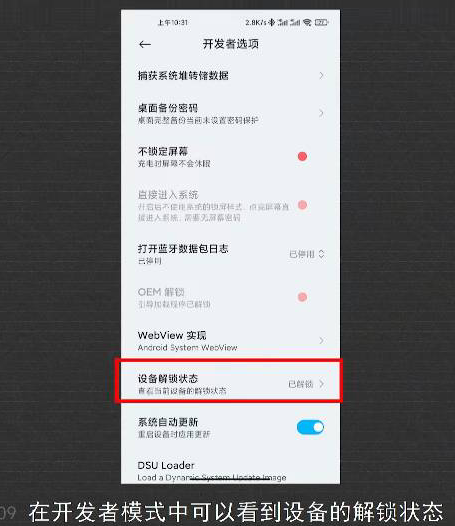 上午10:31
2.8K/s
开发者选项
捕获系统堆转储数据
桌面备份密码
桌面完整备份当前未设置密码保护
不锁定屏幕
充电时屏幕不会休眠
直接进入系统
开启后不使用系统的锁屏样式，点亮屏幕直
接进入系统，需要无屏幕密码
打开蓝牙数据包日志
已停用
已停用
OEM 解锁
引导加载程序已解锁
WebView 实现
Android System WebView
设备解锁状态
查看当前设备的解锁状态
已解锁
系统自动更新
重启设备时应用更新
DSU Loader
Load a Dynamic System Update Image
09
在开发者模式中可以看到设备的解锁状态